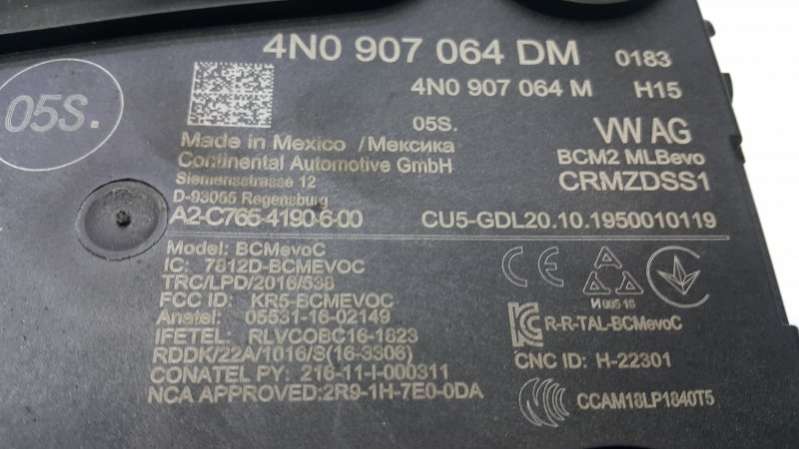 4N0 907 064 DM 0183
4N0 907 064 M H15
05S.
05S.
VW AG
Made in Mexico /Мексика
BCM2 MLBevo
Continental Automotive GmbH
CRMZDSS1
Siemensstrasse 12
D-93055 Regensburg
A2-C765-4190-6-00 CU5-GDL20.10.1950010119
Model: BCMevoC
IC: 7812D-BCMEVOC
TRC/LPD/2016/538
FCC ID: KR5-BCMEVOC
Anatel: 05531-16-02149
IFETEL: RLVCOBC16-1823
RDDK/22A/1016/S(16-3306)
CONATEL PY: 216-11-I-000311
NCA APPROVED:2R9-1H-7E0-0DA
CE
И 005 16
R-R-TAL-BCMevoC
CNC ID: H-22301
CCAM18LP1840T5